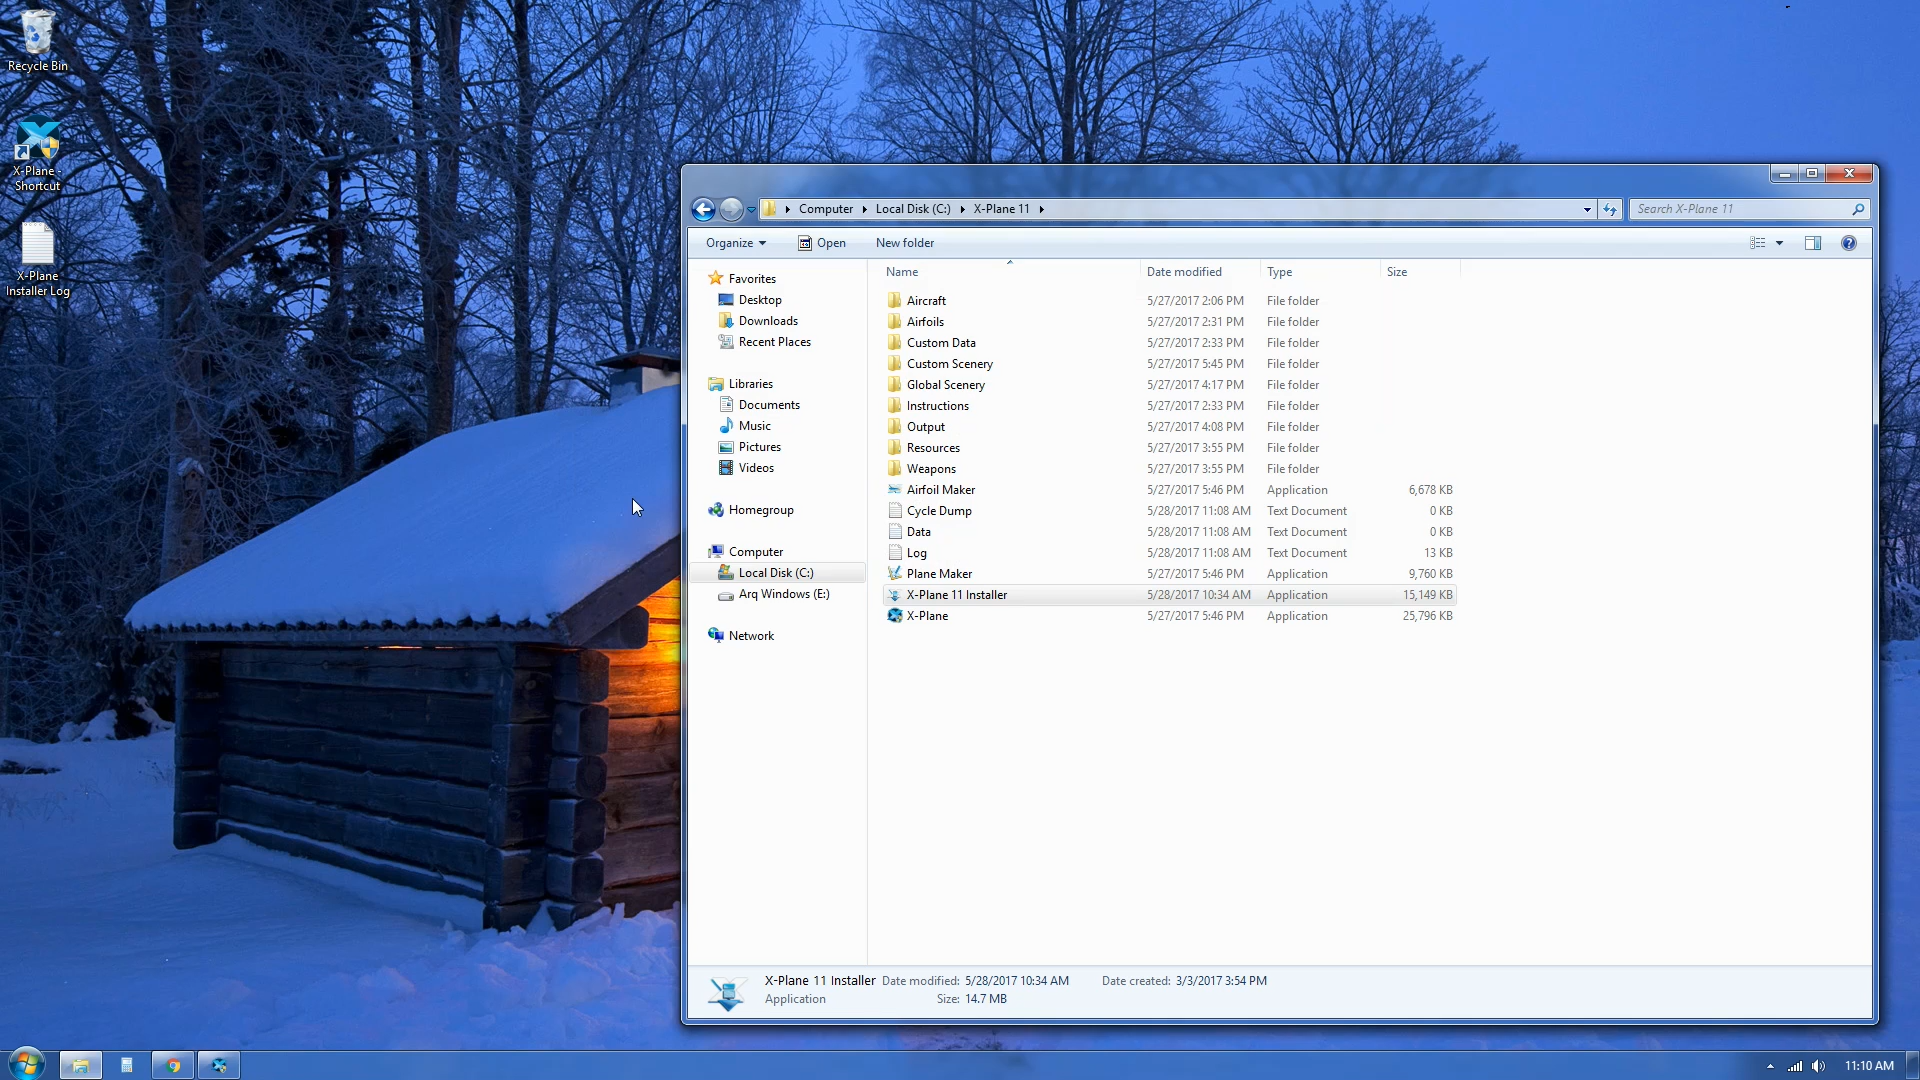 Recycle Bin
X-Plane -
Shortcut
X-Plane
Installer Log
Computer
Local Disk (C:)
X-Plane 11
Search X-Plane 11
Organize
Open
New folder
Name
Date modified
Type
Size
Favorites
Desktop
Downloads
Recent Places
Libraries
Documents
Music
Pictures
Videos
Homegroup
Computer
Local Disk (C:)
Arq Windows (E:)
Network
Aircraft 5/27/2017 2:06 PM File folder
Airfoils 5/27/2017 2:31 PM File folder
Custom Data 5/27/2017 2:33 PM File folder
Custom Scenery 5/27/2017 5:45 PM File folder
Global Scenery 5/27/2017 4:17 PM File folder
Instructions 5/27/2017 2:33 PM File folder
Output 5/27/2017 4:08 PM File folder
Resources 5/27/2017 3:55 PM File folder
Weapons 5/27/2017 3:55 PM File folder
Airfoil Maker 5/27/2017 5:46 PM Application 6,678 KB
Cycle Dump 5/28/2017 11:08 AM Text Document 0 KB
Data 5/28/2017 11:08 AM Text Document 0 KB
Log 5/28/2017 11:08 AM Text Document 13 KB
Plane Maker 5/27/2017 5:46 PM Application 9,760 KB
X-Plane 11 Installer 5/28/2017 10:34 AM Application 15,149 KB
X-Plane 5/27/2017 5:46 PM Application 25,796 KB
X-Plane 11 Installer Date modified: 5/28/2017 10:34 AM Date created: 3/3/2017 3:54 PM
Application Size: 14.7 MB
11:10 AM